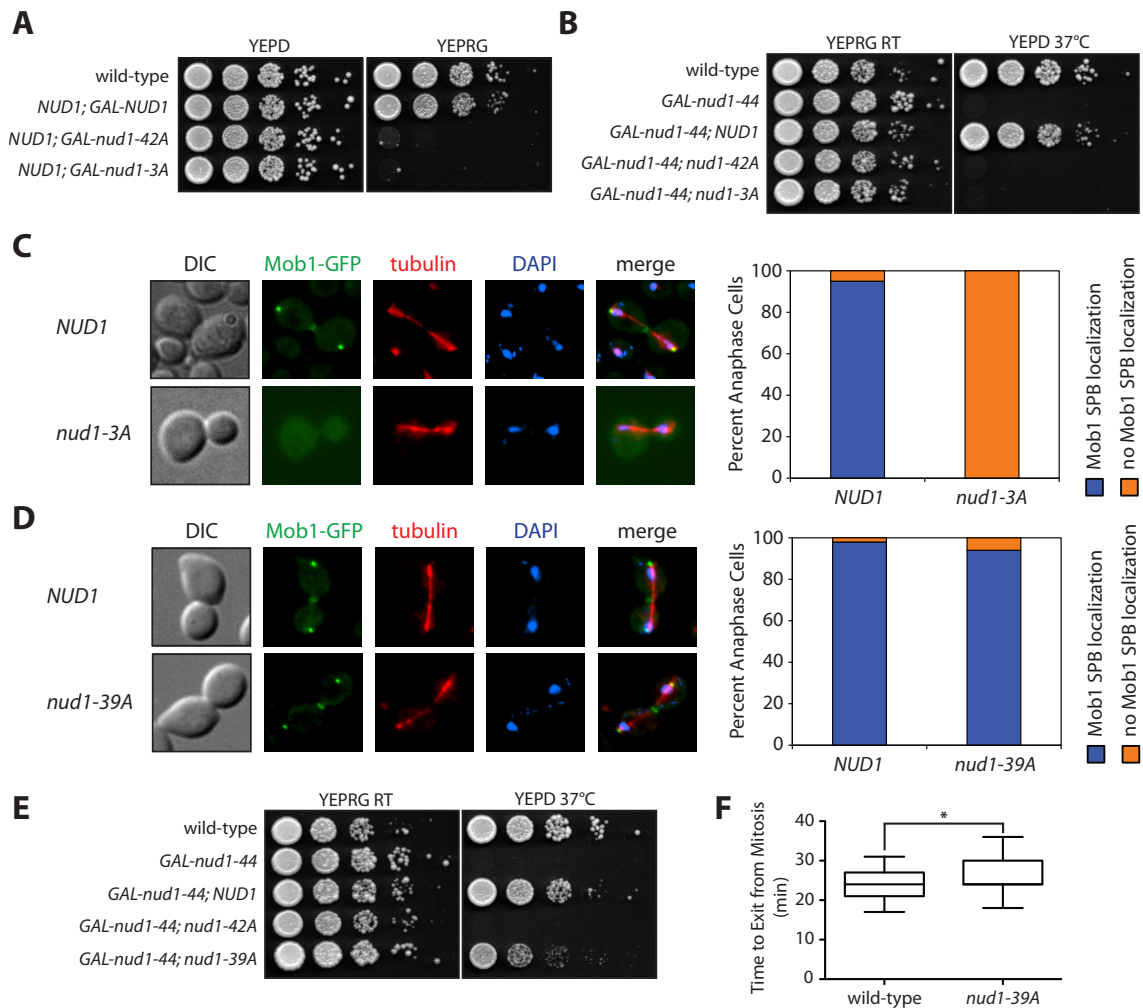 A
YEPD YEPRG
wild-type
NUD1; GAL-NUD1
NUD1; GAL-nud1-42A
NUD1; GAL-nud1-3A
B
YEPRG RT YEPD 37°C
wild-type
GAL-nud1-44
GAL-nud1-44; NUD1
GAL-nud1-44; nud1-42A
GAL-nud1-44; nud1-3A
C
DIC Mob1-GFP tubulin DAPI merge
NUD1
nud1-3A
Percent Anaphase Cells
100
80
60
40
20
0
NUD1 nud1-3A
Mob1 SPB localization
no Mob1 SPB localization
D
DIC Mob1-GFP tubulin DAPI merge
NUD1
nud1-39A
Percent Anaphase Cells
100
80
60
40
20
0
NUD1 nud1-39A
Mob1 SPB localization
no Mob1 SPB localization
E
YEPRG RT YEPD 37°C
wild-type
GAL-nud1-44
GAL-nud1-44; NUD1
GAL-nud1-44; nud1-42A
GAL-nud1-44; nud1-39A
F
Time to Exit from Mitosis
(min)
40
30
20
10
0
*
wild-type nud1-39A